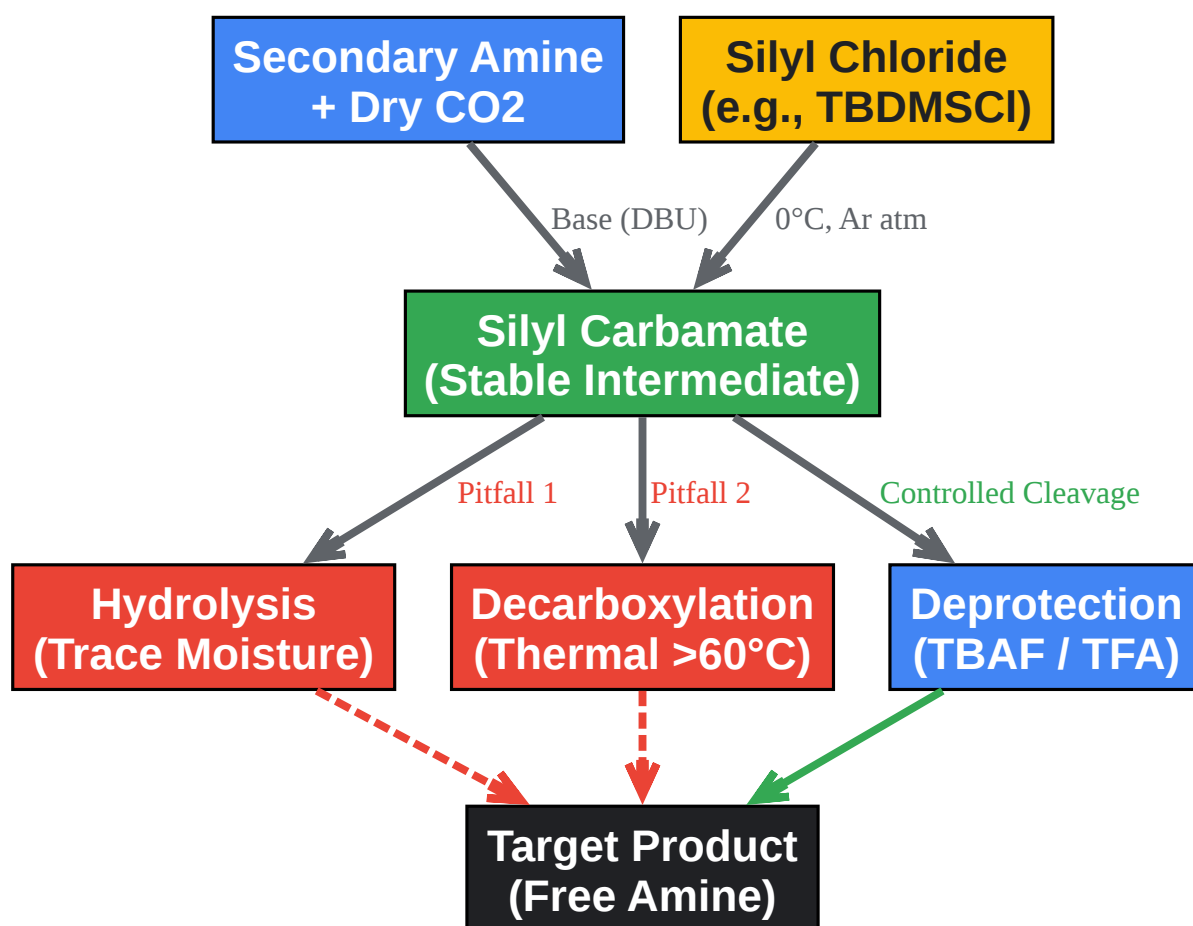 Secondary Amine
+ Dry CO2
Silyl Chloride
(e.g., TBDMSCl)
Base (DBU)
0°C, Ar atm
Silyl Carbamate
(Stable Intermediate)
Pitfall 1
Pitfall 2
Controlled Cleavage
Hydrolysis
(Trace Moisture)
Decarboxylation
(Thermal >60°C)
Deprotection
(TBAF / TFA)
Target Product
(Free Amine)